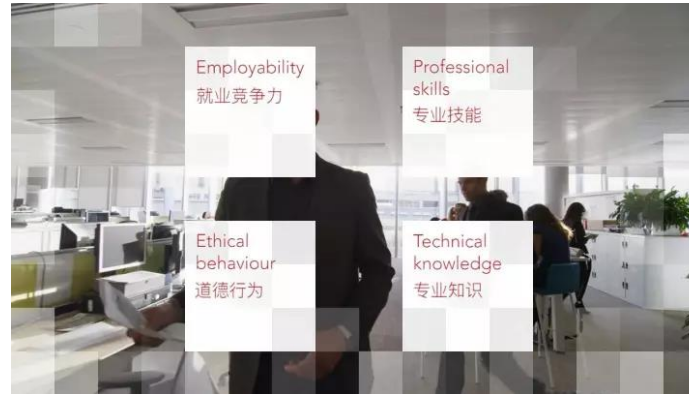 Employability
就业竞争力
Professional
skills
专业技能
Ethical
behaviour
道德行为
Technical
knowledge
专业知识